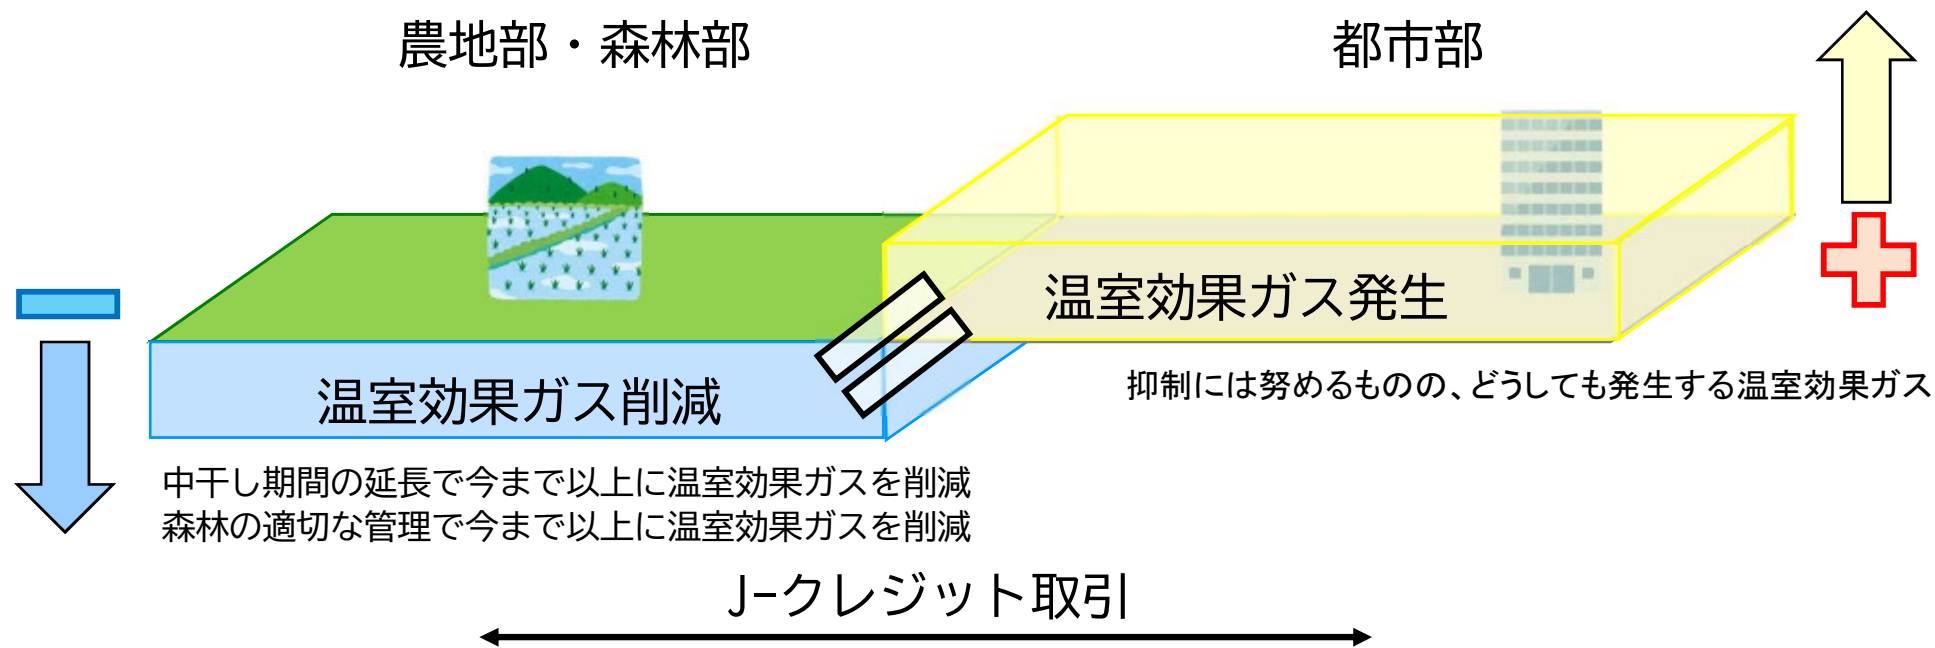 農地部・森林部
都市部
温室効果ガス発生
温室効果ガス削減
抑制には努めるものの、どうしても発生する温室効果ガス
中干し期間の延長で今まで以上に温室効果ガスを削減
森林の適切な管理で今まで以上に温室効果ガスを削減
J-クレジット取引